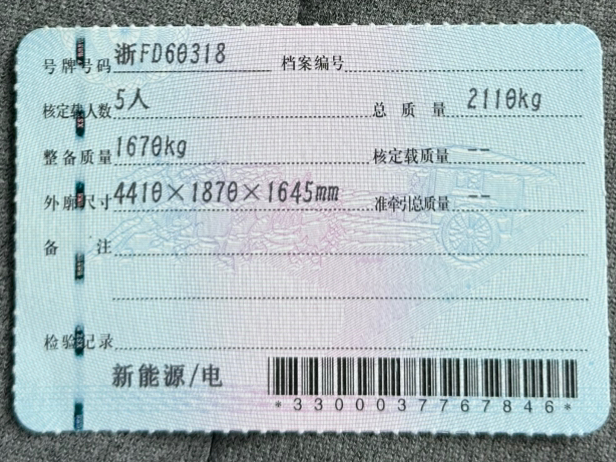 号牌号码 浙FD60318 档案编号
核定载人数 5人 总质量 2110kg
整备质量 1670kg 核定载质量 --
外廓尺寸 4410×1870×1645mm 准牵引总质量 --
备注
检验记录
新能源/电
*3300037767846*